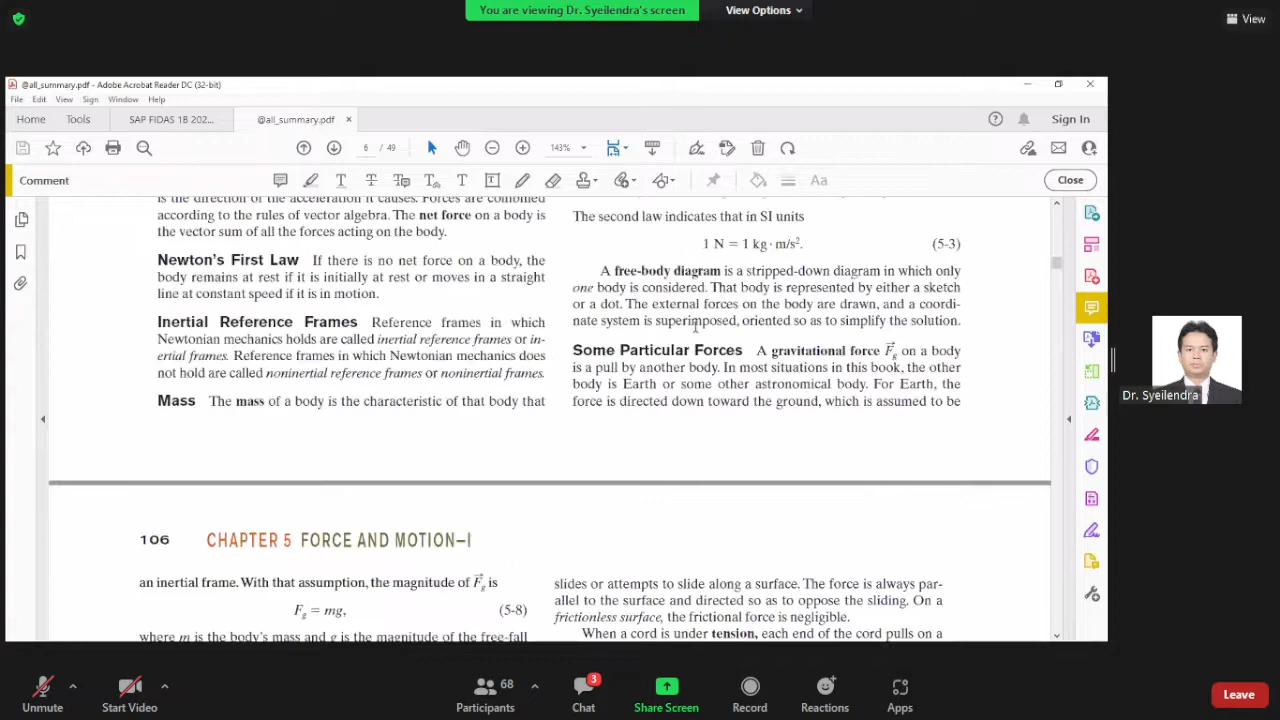 You are viewing Dr. Syeilendra's screen
View Options
View
@all_summary.pdf - Adobe Acrobat Reader DC (32-bit)
File Edit View Sign Window Help
Home Tools SAP FIDAS 1B 202... @all_summary.pdf × Sign In
6 / 49 143%
Comment Close
is the direction of the acceleration it causes. Forces are combined
according to the rules of vector algebra. The net force on a body is
the vector sum of all the forces acting on the body.
Newton's First Law If there is no net force on a body, the
body remains at rest if it is initially at rest or moves in a straight
line at constant speed if it is in motion.
Inertial Reference Frames Reference frames in which
Newtonian mechanics holds are called inertial reference frames or in-
ertial frames. Reference frames in which Newtonian mechanics does
not hold are called noninertial reference frames or noninertial frames.
Mass The mass of a body is the characteristic of that body that
The second law indicates that in SI units
1 N = 1 kg · m/s². (5-3)
A free-body diagram is a stripped-down diagram in which only
one body is considered. That body is represented by either a sketch
or a dot. The external forces on the body are drawn, and a coordi-
nate system is superimposed, oriented so as to simplify the solution.
Some Particular Forces A gravitational force F⃗g on a body
is a pull by another body. In most situations in this book, the other
body is Earth or some other astronomical body. For Earth, the
force is directed down toward the ground, which is assumed to be
106 CHAPTER 5 FORCE AND MOTION—I
an inertial frame. With that assumption, the magnitude of F⃗g is
Fg = mg, (5-8)
where m is the body's mass and g is the magnitude of the free-fall
slides or attempts to slide along a surface. The force is always par-
allel to the surface and directed so as to oppose the sliding. On a
frictionless surface, the frictional force is negligible.
When a cord is under tension, each end of the cord pulls on a
Dr. Syeilendra
Unmute Start Video Participants 68 Chat 3 Share Screen Record Reactions Apps Leave